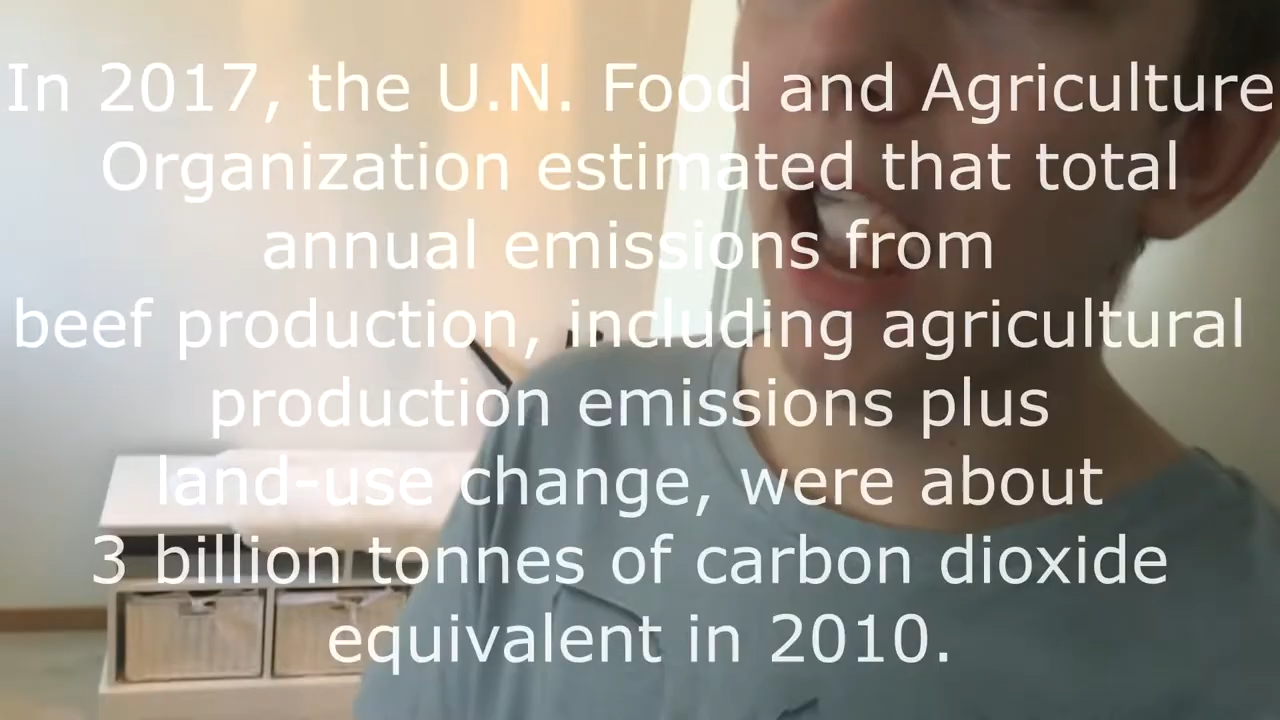 In 2017, the U.N. Food and Agriculture
Organization estimated that total
annual emissions from
beef production, including agricultural
production emissions plus
land-use change, were about
3 billion tonnes of carbon dioxide
equivalent in 2010.